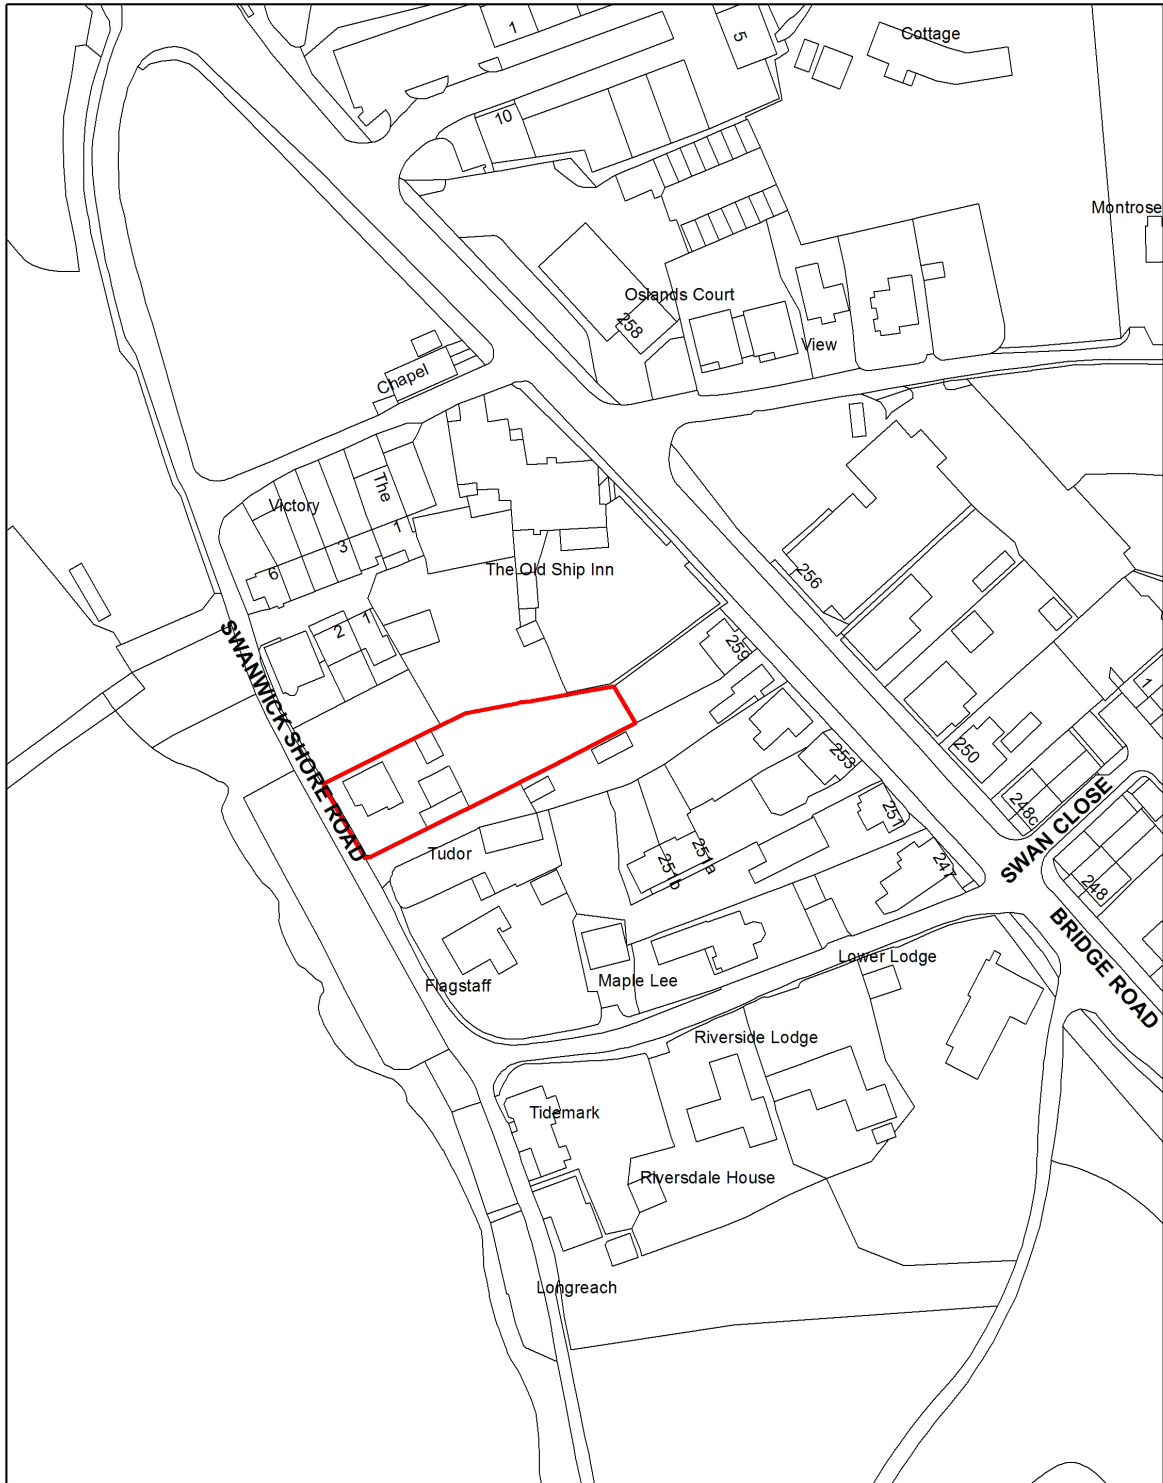 1
5
Cottage
10
Montrose
Oslands Court
258
View
Chapel
Victory
The
1
3
6
The Old Ship Inn
256
2
1
259
SWANWICK SHORE ROAD
1
250
253
248c
SWAN CLOSE
251
Tudor
251a
251b
247
248
BRIDGE ROAD
Lower Lodge
Flagstaff
Maple Lee
Riverside Lodge
Tidemark
Riversdale House
Longreach